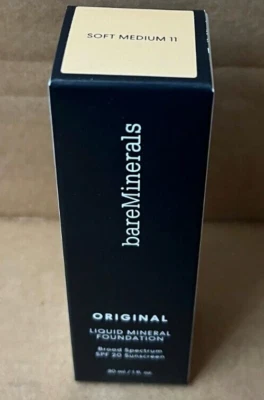 SOFT MEDIUM 11
bareMinerals
ORIGINAL
LIQUID MINERAL
FOUNDATION
Broad Spectrum
SPF 20 Sunscreen
30 ml / 1 fl. oz.